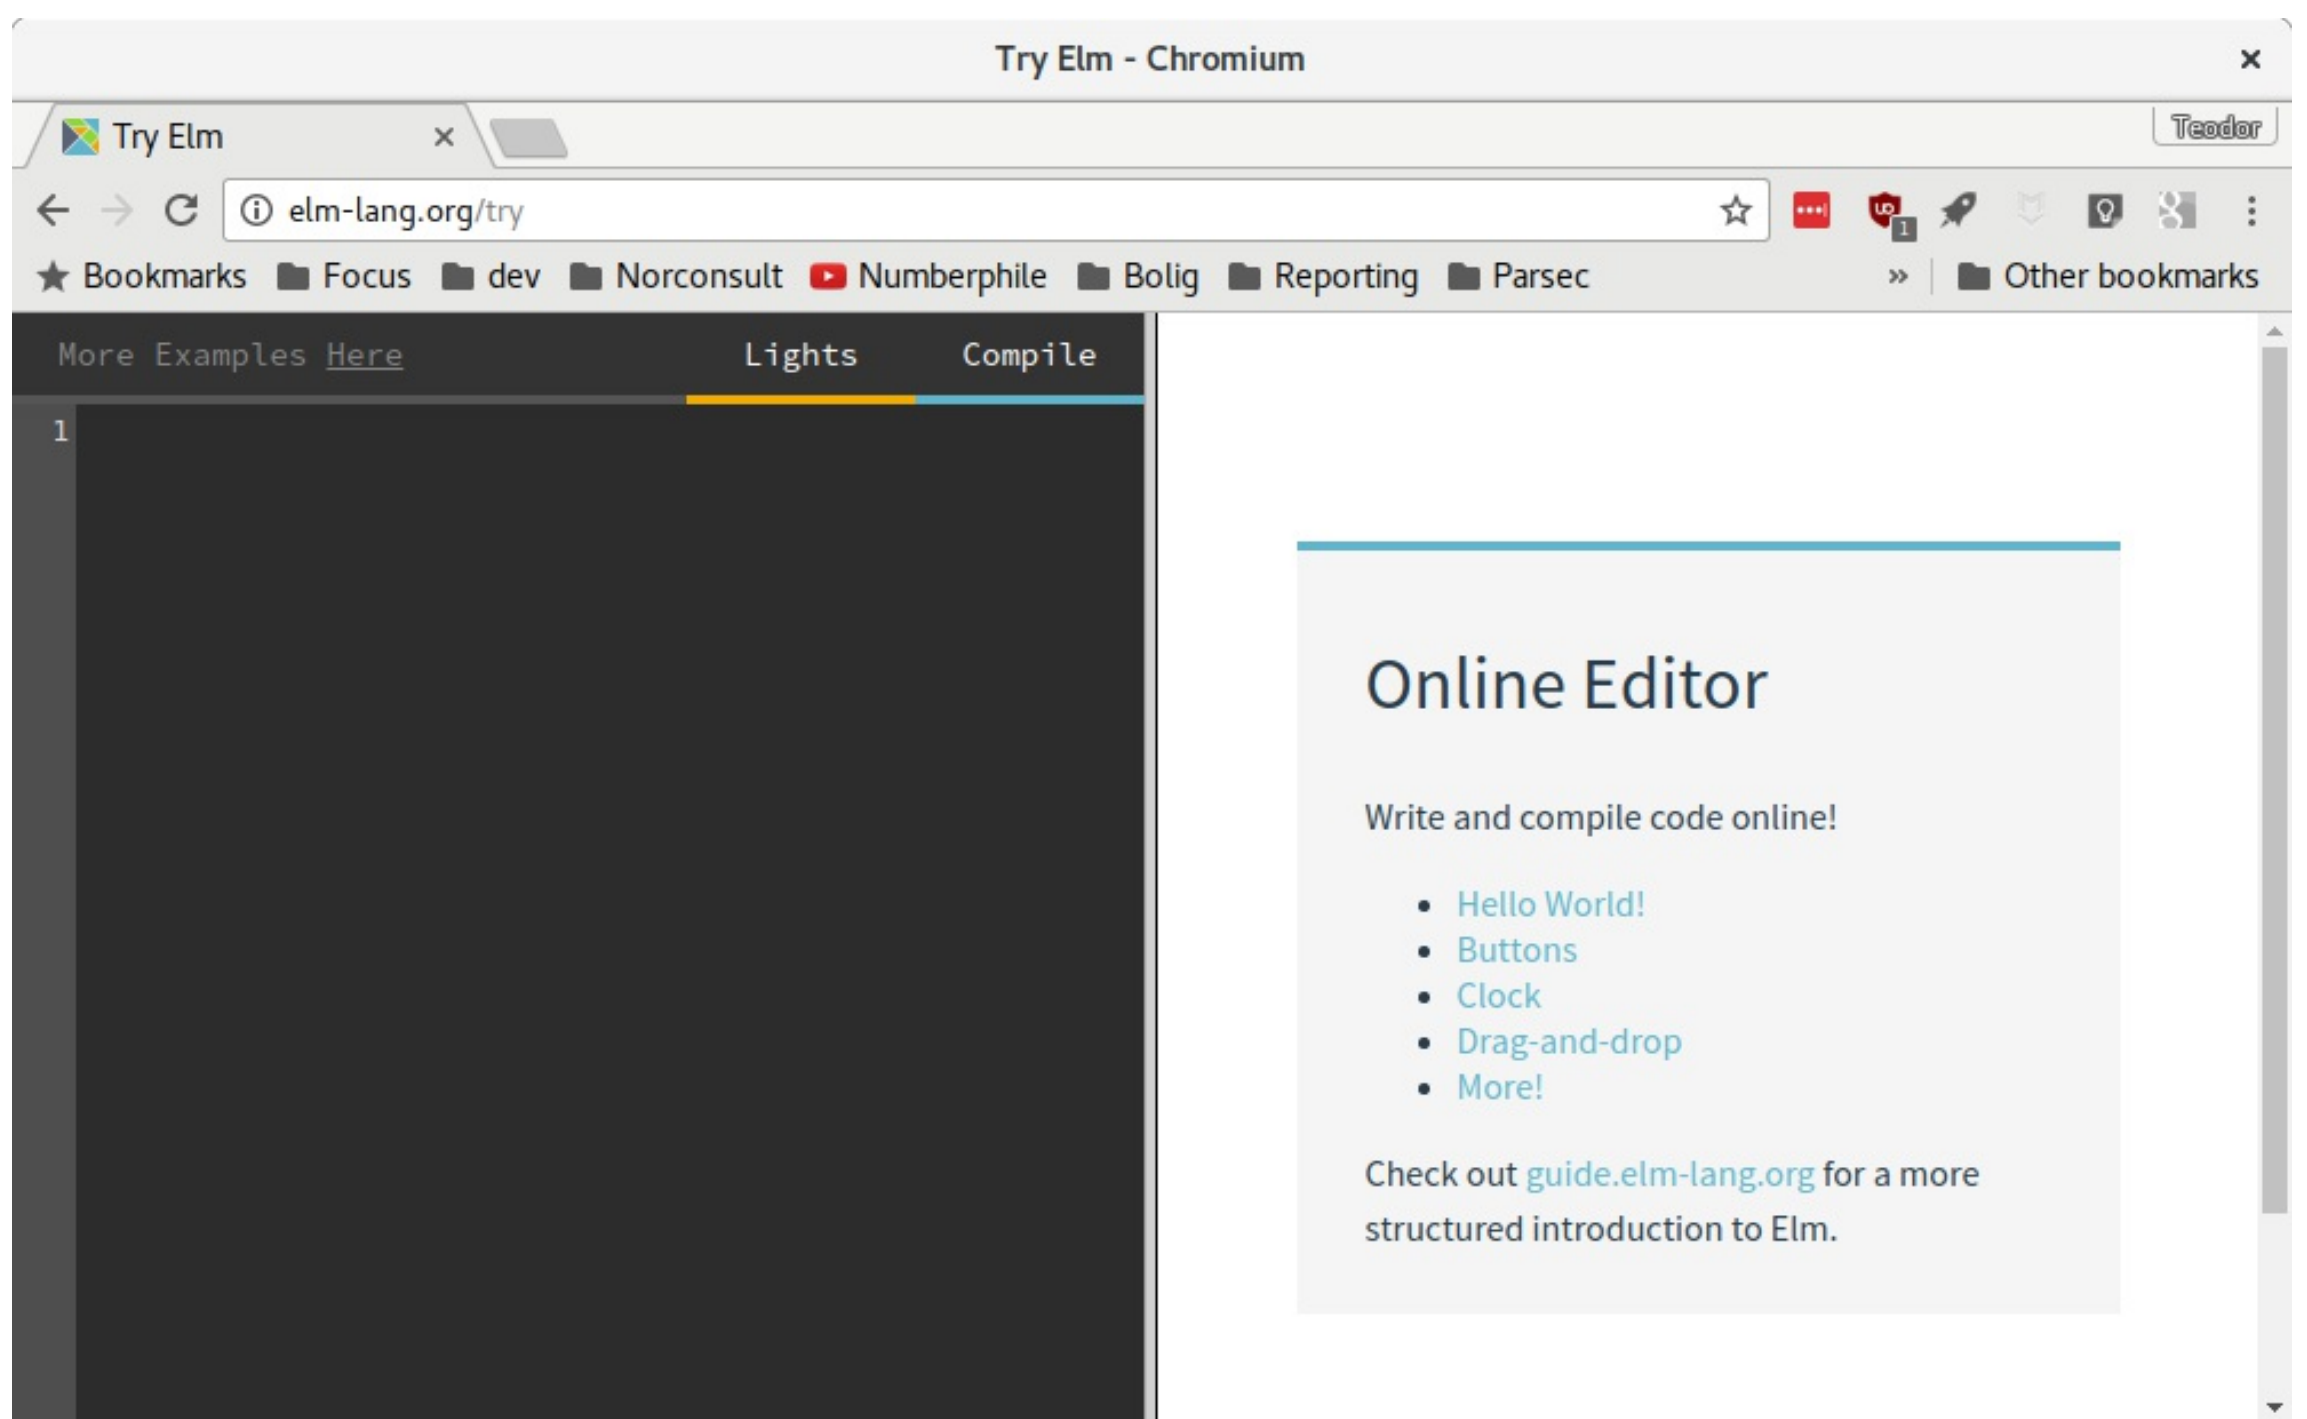 Try Elm - Chromium
Try Elm
Teodor
elm-lang.org/try
1
Bookmarks Focus dev Norconsult Numberphile Bolig Reporting Parsec » Other bookmarks
More Examples Here Lights Compile
1
Online Editor
Write and compile code online!
Hello World!
Buttons
Clock
Drag-and-drop
More!
Check out guide.elm-lang.org for a more
structured introduction to Elm.